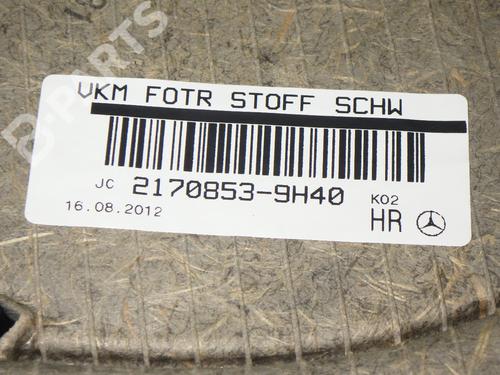 VKM FOTR STOFF SCHW
JC 2170853-9H40 K02
16.08.2012 HR
B-PARTS